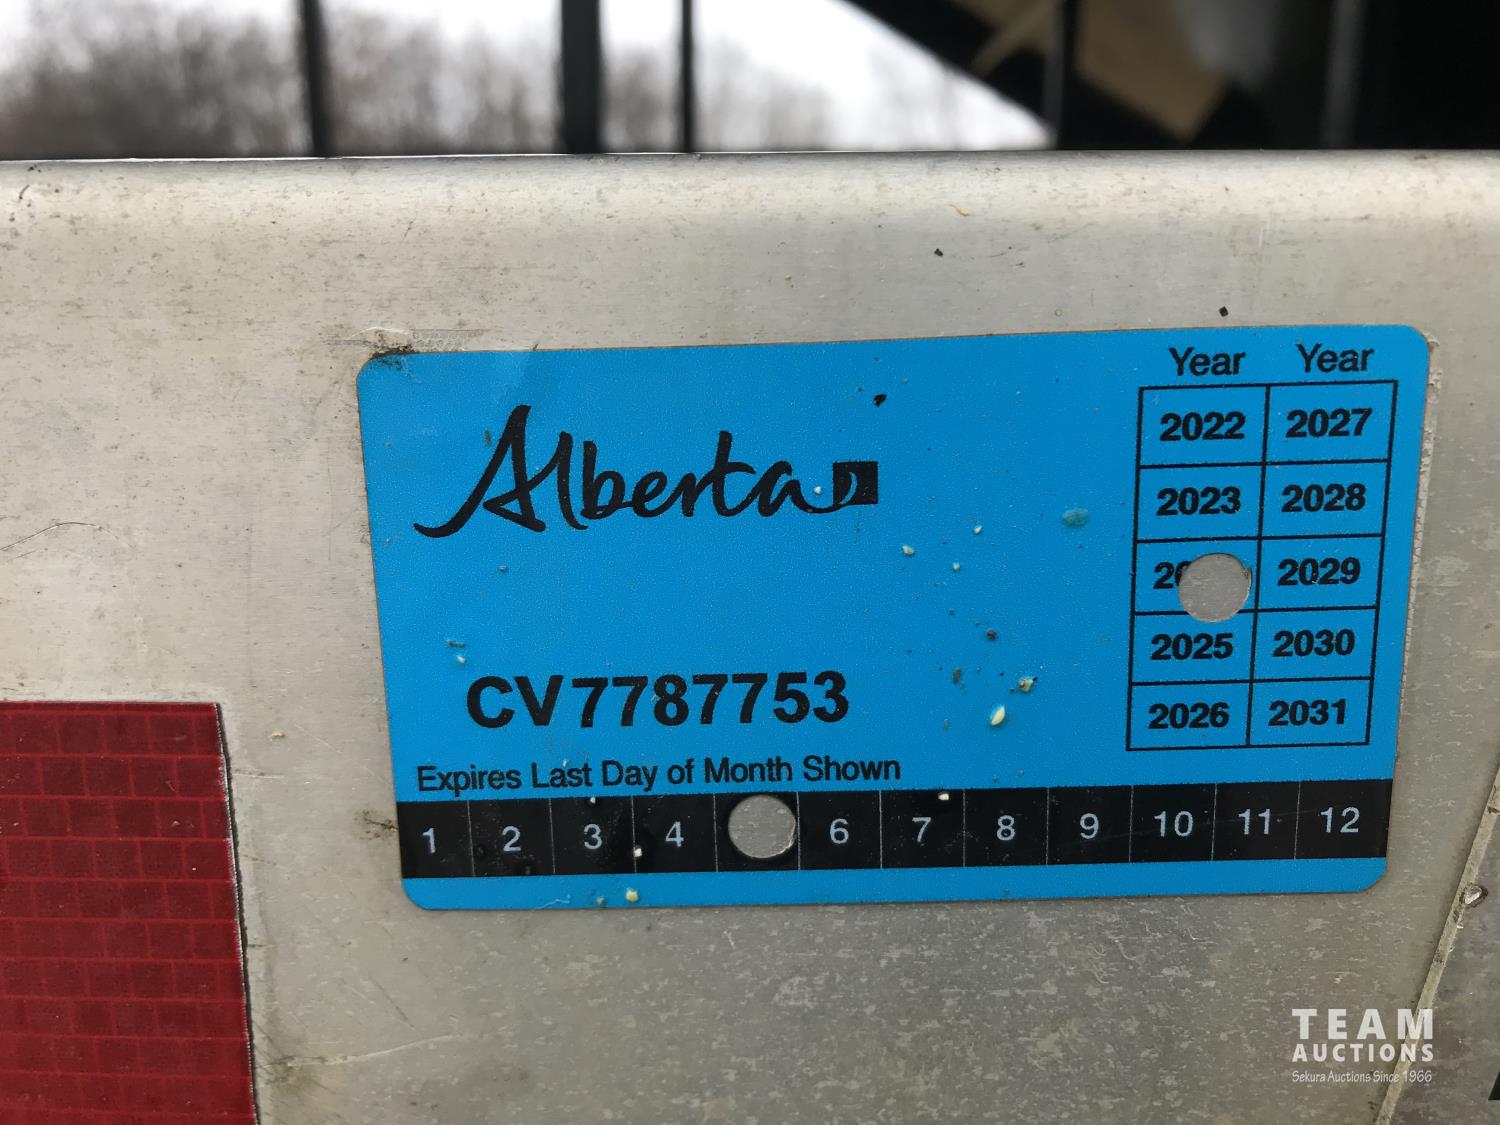 Alberta
Year Year
2022 2027
2023 2028
2029
2025 2030
2026 2031
CV7787753
Expires Last Day of Month Shown
1 2 3 4 6 7 8 9 10 11 12
TEAM
AUCTIONS
Sekura Auctions Since 1966